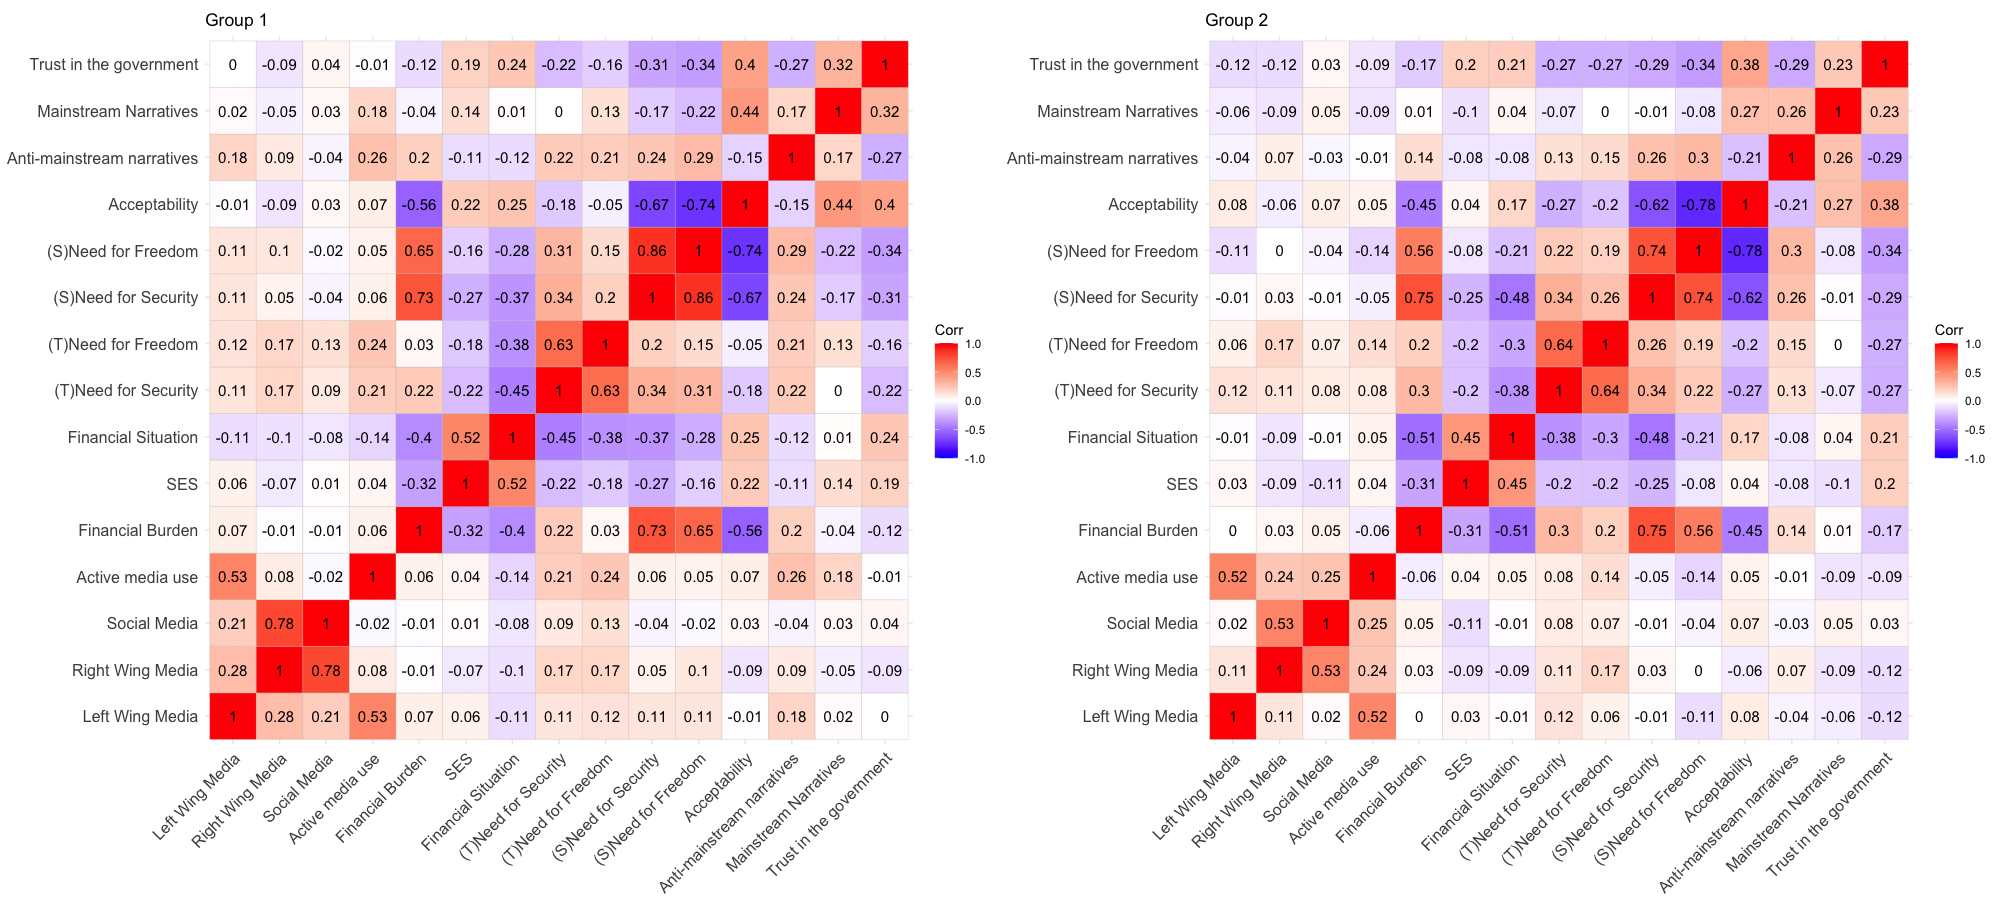 Group 1
Trust in the government 0 -0.09 0.04 -0.01 -0.12 0.19 0.24 -0.22 -0.16 -0.31 -0.34 0.4 -0.27 0.32 1
Mainstream Narratives 0.02 -0.05 0.03 0.18 -0.04 0.14 0.01 0 0.13 -0.17 -0.22 0.44 0.17 1 0.32
Anti-mainstream narratives 0.18 0.09 -0.04 0.26 0.2 -0.11 -0.12 0.22 0.21 0.24 0.29 -0.15 1 0.17 -0.27
Acceptability -0.01 -0.09 0.03 0.07 -0.56 0.22 0.25 -0.18 -0.05 -0.67 -0.74 1 -0.15 0.44 0.4
(S)Need for Freedom 0.11 0.1 -0.02 0.05 0.65 -0.16 -0.28 0.31 0.15 0.86 1 -0.74 0.29 -0.22 -0.34
(S)Need for Security 0.11 0.05 -0.04 0.06 0.73 -0.27 -0.37 0.34 0.2 1 0.86 -0.67 0.24 -0.17 -0.31
(T)Need for Freedom 0.12 0.17 0.13 0.24 0.03 -0.18 -0.38 0.63 1 0.2 0.15 -0.05 0.21 0.13 -0.16
(T)Need for Security 0.11 0.17 0.09 0.21 0.22 -0.22 -0.45 1 0.63 0.34 0.31 -0.18 0.22 0 -0.22
Financial Situation -0.11 -0.1 -0.08 -0.14 -0.4 0.52 1 -0.45 -0.38 -0.37 -0.28 0.25 -0.12 0.01 0.24
SES 0.06 -0.07 0.01 0.04 -0.32 1 0.52 -0.22 -0.18 -0.27 -0.16 0.22 -0.11 0.14 0.19
Financial Burden 0.07 -0.01 -0.01 0.06 1 -0.32 -0.4 0.22 0.03 0.73 0.65 -0.56 0.2 -0.04 -0.12
Active media use 0.53 0.08 -0.02 1 0.06 0.04 -0.14 0.21 0.24 0.06 0.05 0.07 0.26 0.18 -0.01
Social Media 0.21 0.78 1 -0.02 -0.01 0.01 -0.08 0.09 0.13 -0.04 -0.02 0.03 -0.04 0.03 0.04
Right Wing Media 0.28 1 0.78 0.08 -0.01 -0.07 -0.1 0.17 0.17 0.05 0.1 -0.09 0.09 -0.05 -0.09
Left Wing Media 1 0.28 0.21 0.53 0.07 0.06 -0.11 0.11 0.12 0.11 0.11 -0.01 0.18 0.02 0
Left Wing Media
Right Wing Media
Social Media
Active media use
Financial Burden
SES
Financial Situation
(T)Need for Security
(T)Need for Freedom
(S)Need for Security
(S)Need for Freedom
Acceptability
Anti-mainstream narratives
Mainstream Narratives
Trust in the government
Corr
1.0
0.5
0.0
-0.5
-1.0
Group 2
Trust in the government -0.12 -0.12 0.03 -0.09 -0.17 0.2 0.21 -0.27 -0.27 -0.29 -0.34 0.38 -0.29 0.23 1
Mainstream Narratives -0.06 -0.09 0.05 -0.09 0.01 -0.1 0.04 -0.07 0 -0.01 -0.08 0.27 0.26 1 0.23
Anti-mainstream narratives -0.04 0.07 -0.03 -0.01 0.14 -0.08 -0.08 0.13 0.15 0.26 0.3 -0.21 1 0.26 -0.29
Acceptability 0.08 -0.06 0.07 0.05 -0.45 0.04 0.17 -0.27 -0.2 -0.62 -0.78 1 -0.21 0.27 0.38
(S)Need for Freedom -0.11 0 -0.04 -0.14 0.56 -0.08 -0.21 0.22 0.19 0.74 1 -0.78 0.3 -0.08 -0.34
(S)Need for Security -0.01 0.03 -0.01 -0.05 0.75 -0.25 -0.48 0.34 0.26 1 0.74 -0.62 0.26 -0.01 -0.29
(T)Need for Freedom 0.06 0.17 0.07 0.14 0.2 -0.2 -0.3 0.64 1 0.26 0.19 -0.2 0.15 0 -0.27
(T)Need for Security 0.12 0.11 0.08 0.08 0.3 -0.2 -0.38 1 0.64 0.34 0.22 -0.27 0.13 -0.07 -0.27
Financial Situation -0.01 -0.09 -0.01 0.05 -0.51 0.45 1 -0.38 -0.3 -0.48 -0.21 0.17 -0.08 0.04 0.21
SES 0.03 -0.09 -0.11 0.04 -0.31 1 0.45 -0.2 -0.2 -0.25 -0.08 0.04 -0.08 -0.1 0.2
Financial Burden 0 0.03 0.05 -0.06 1 -0.31 -0.51 0.3 0.2 0.75 0.56 -0.45 0.14 0.01 -0.17
Active media use 0.52 0.24 0.25 1 -0.06 0.04 0.05 0.08 0.14 -0.05 -0.14 0.05 -0.01 -0.09 -0.09
Social Media 0.02 0.53 1 0.25 0.05 -0.11 -0.01 0.08 0.07 -0.01 -0.04 0.07 -0.03 0.05 0.03
Right Wing Media 0.11 1 0.53 0.24 0.03 -0.09 -0.09 0.11 0.17 0.03 0 -0.06 0.07 -0.09 -0.12
Left Wing Media 1 0.11 0.02 0.52 0 0.03 -0.01 0.12 0.06 -0.01 -0.11 0.08 -0.04 -0.06 -0.12
Left Wing Media
Right Wing Media
Social Media
Active media use
Financial Burden
SES
Financial Situation
(T)Need for Security
(T)Need for Freedom
(S)Need for Security
(S)Need for Freedom
Acceptability
Anti-mainstream narratives
Mainstream Narratives
Trust in the government
Corr
1.0
0.5
0.0
-0.5
-1.0